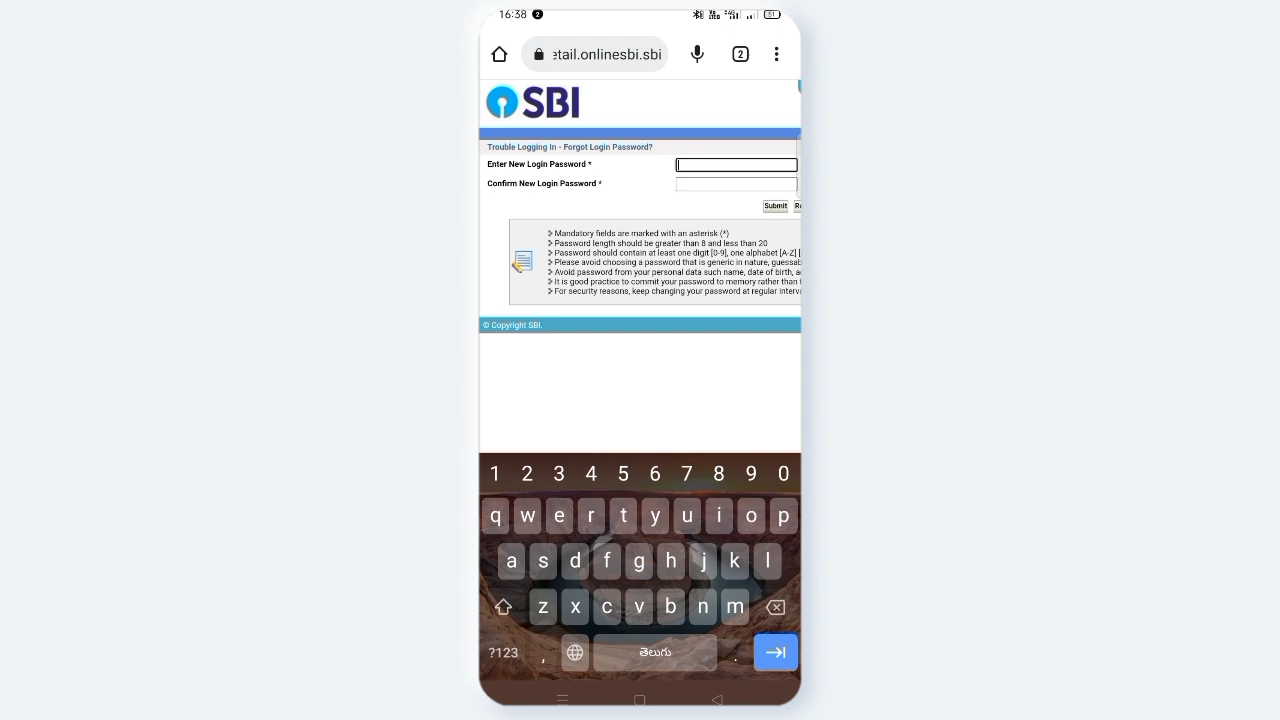 16:38 2 51
etail.onlinesbi.sbi 2
SBI
Trouble Logging In - Forgot Login Password?
Enter New Login Password *
Confirm New Login Password *
Submit
Mandatory fields are marked with an asterisk (*)
Password length should be greater than 8 and less than 20
Password should contain at least one digit [0-9], one alphabet [A-Z] [
Please avoid choosing a password that is generic in nature, guessab
Avoid password from your personal data such name, date of birth, a
It is good practice to commit your password to memory rather than t
For security reasons, keep changing your password at regular interva
© Copyright SBI.
1 2 3 4 5 6 7 8 9 0
q w e r t y u i o p
a s d f g h j k l
z x c v b n m
?123 , తెలుగు .